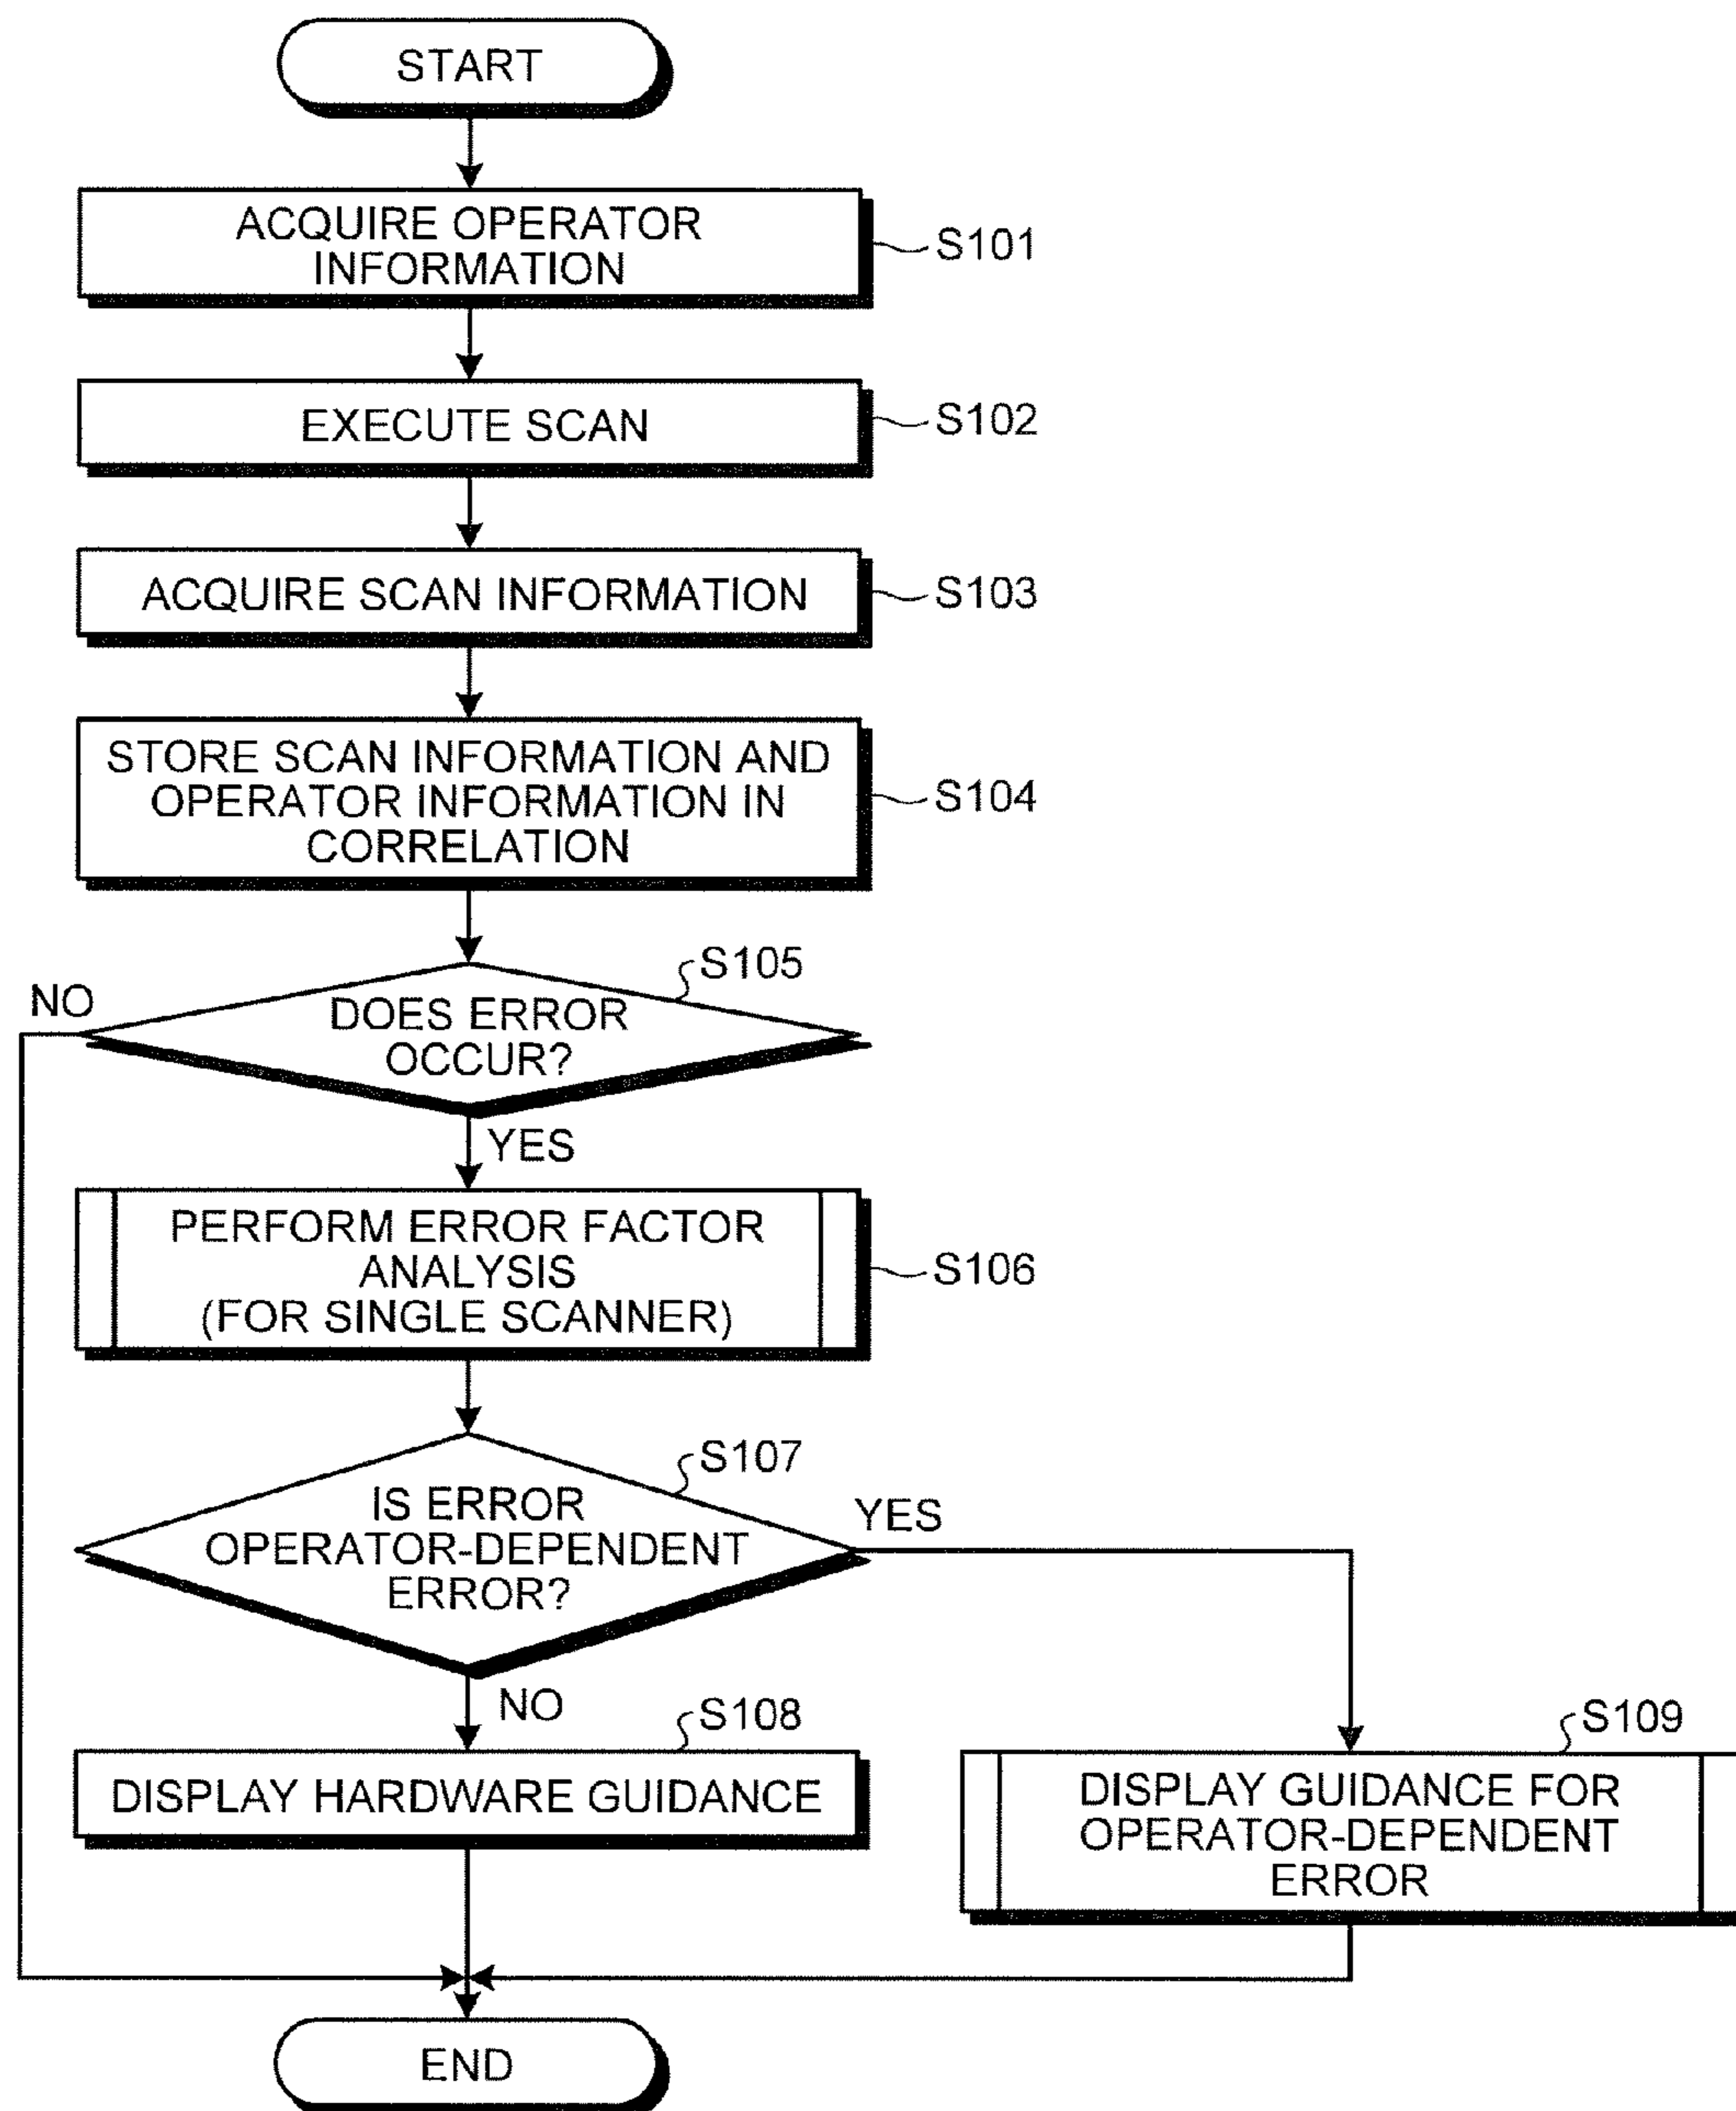 START
ACQUIRE OPERATOR
INFORMATION
S101
EXECUTE SCAN
S102
ACQUIRE SCAN INFORMATION
S103
STORE SCAN INFORMATION AND
OPERATOR INFORMATION IN
CORRELATION
S104
S105
NO
DOES ERROR
OCCUR?
YES
PERFORM ERROR FACTOR
ANALYSIS
(FOR SINGLE SCANNER)
S106
S107
IS ERROR
OPERATOR-DEPENDENT
ERROR?
YES
NO
S108
DISPLAY HARDWARE GUIDANCE
S109
DISPLAY GUIDANCE FOR
OPERATOR-DEPENDENT
ERROR
END